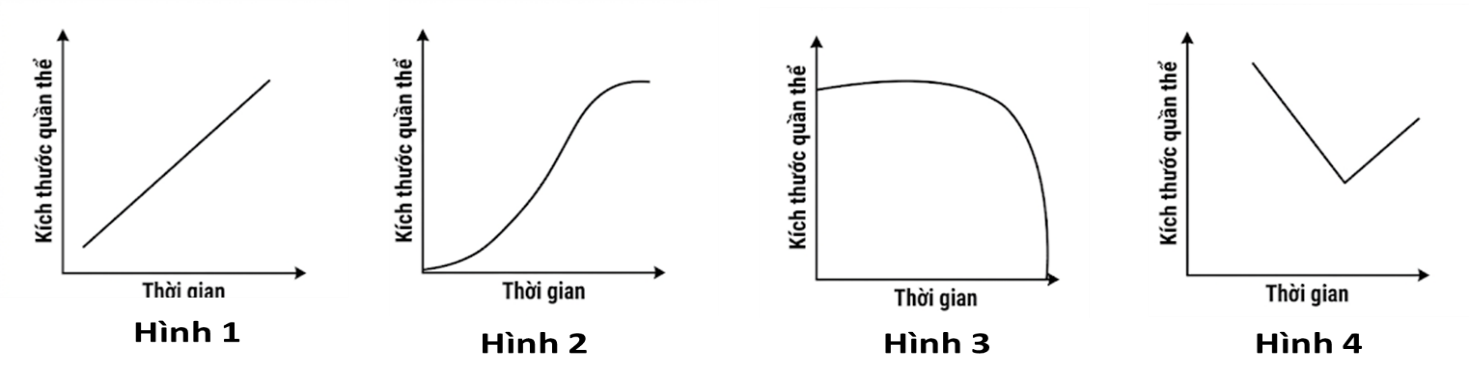 Kích thước quần thể
Thời gian
Hình 1
Kích thước quần thể
Thời gian
Hình 2
Kích thước quần thể
Thời gian
Hình 3
Kích thước quần thể
Thời gian
Hình 4